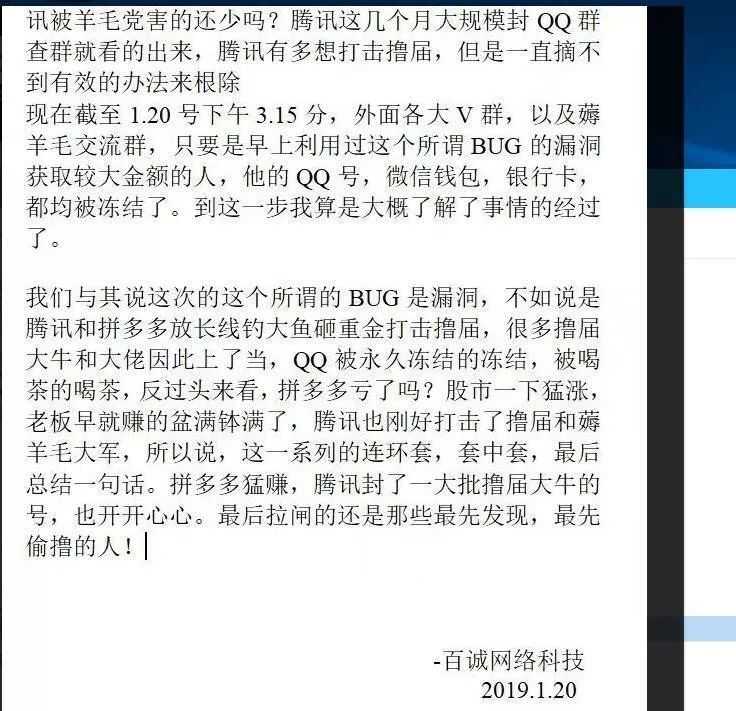 讯被羊毛党害的还少吗？腾讯这几个月大规模封 QQ 群
查群就看的出来，腾讯有多想打击撸届，但是一直摘不
到有效的办法来根除
现在截至 1.20 号下午 3.15 分，外面各大 V 群，以及薅
羊毛交流群，只要是早上利用过这个所谓 BUG 的漏洞
获取较大金额的人，他的 QQ 号，微信钱包，银行卡，
都均被冻结了。到这一步我算是大概了解了事情的经过
了。
我们与其说这次的这个所谓的 BUG 是漏洞，不如说是
腾讯和拼多多放长线钓大鱼砸重金打击撸届，很多撸届
大牛和大佬因此上了当，QQ 被永久冻结的冻结，被喝
茶的喝茶，反过头来看，拼多多亏了吗？股市一下猛涨，
老板早就赚的盆满钵满了，腾讯也刚好打击了撸届和薅
羊毛大军，所以说，这一系列的连环套，套中套，最后
总结一句话。拼多多猛赚，腾讯封了一大批撸届大牛的
号，也开开心心。最后拉闸的还是那些最先发现，最先
偷撸的人！
-百诚网络科技
2019.1.20